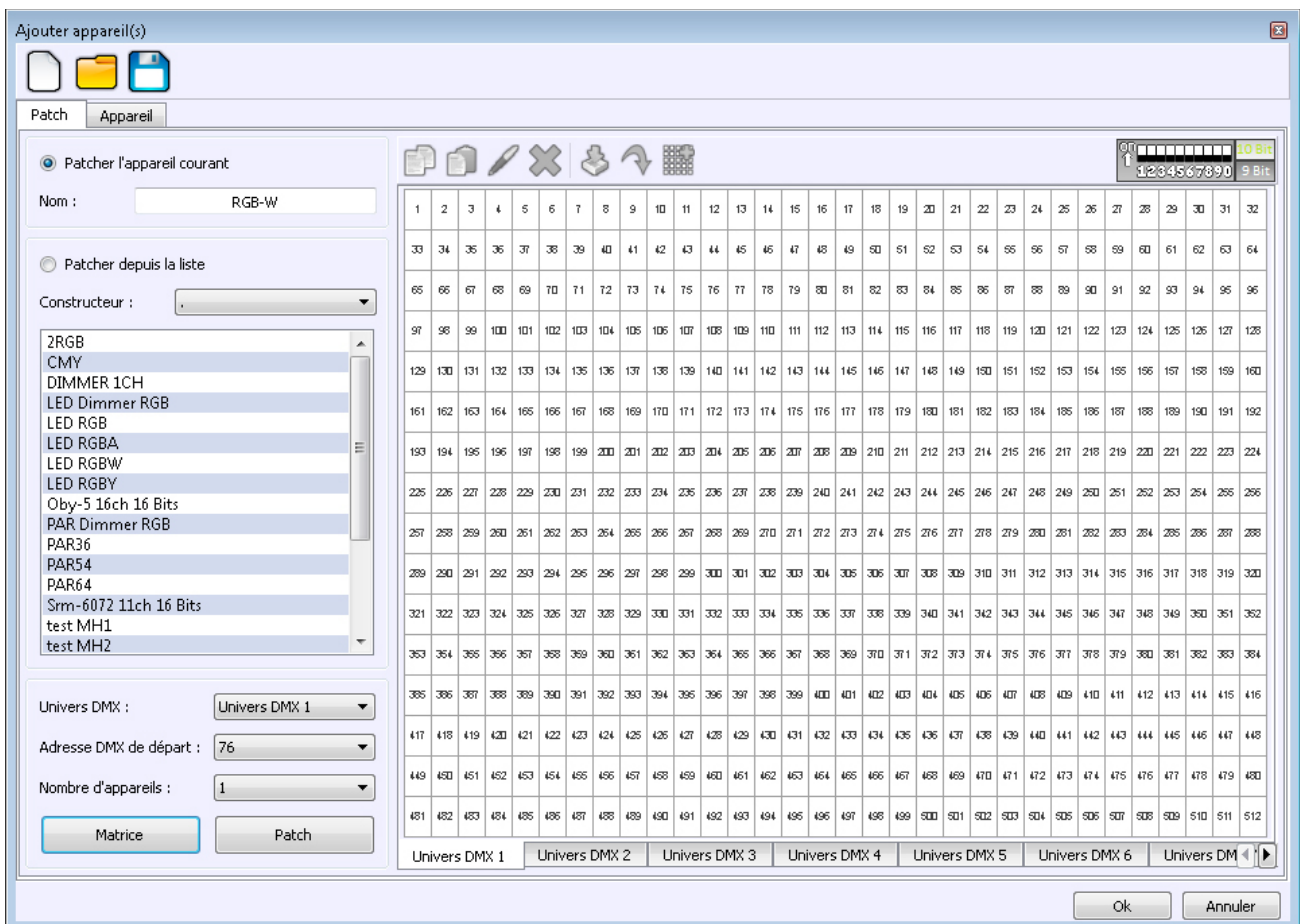 Ajouter appareil(s)
Patch Appareil
Patcher l'appareil courant
Nom : RGB-W
Patcher depuis la liste
Constructeur : .
2RGB
CMY
DIMMER 1CH
LED Dimmer RGB
LED RGB
LED RGBA
LED RGBW
LED RGBY
Oby-5 16ch 16 Bits
PAR Dimmer RGB
PAR36
PAR54
PAR64
Srm-6072 11ch 16 Bits
test MH1
test MH2
Univers DMX : Univers DMX 1
Adresse DMX de départ : 76
Nombre d'appareils : 1
Matrice Patch
On 1234567890 10 Bit
9 Bit
1 2 3 4 5 6 7 8 9 10 11 12 13 14 15 16 17 18 19 20 21 22 23 24 25 26 27 28 29 30 31 32
33 34 35 36 37 38 39 40 41 42 43 44 45 46 47 48 49 50 51 52 53 54 55 56 57 58 59 60 61 62 63 64
65 66 67 68 69 70 71 72 73 74 75 76 77 78 79 80 81 82 83 84 85 86 87 88 89 90 91 92 93 94 95 96
97 98 99 100 101 102 103 104 105 106 107 108 109 110 111 112 113 114 115 116 117 118 119 120 121 122 123 124 125 126 127 128
129 130 131 132 133 134 135 136 137 138 139 140 141 142 143 144 145 146 147 148 149 150 151 152 153 154 155 156 157 158 159 160
161 162 163 164 165 166 167 168 169 170 171 172 173 174 175 176 177 178 179 180 181 182 183 184 185 186 187 188 189 190 191 192
193 194 195 196 197 198 199 200 201 202 203 204 205 206 207 208 209 210 211 212 213 214 215 216 217 218 219 220 221 222 223 224
225 226 227 228 229 230 231 232 233 234 235 236 237 238 239 240 241 242 243 244 245 246 247 248 249 250 251 252 253 254 255 256
257 258 259 260 261 262 263 264 265 266 267 268 269 270 271 272 273 274 275 276 277 278 279 280 281 282 283 284 285 286 287 288
289 290 291 292 293 294 295 296 297 298 299 300 301 302 303 304 305 306 307 308 309 310 311 312 313 314 315 316 317 318 319 320
321 322 323 324 325 326 327 328 329 330 331 332 333 334 335 336 337 338 339 340 341 342 343 344 345 346 347 348 349 350 351 352
353 354 355 356 357 358 359 360 361 362 363 364 365 366 367 368 369 370 371 372 373 374 375 376 377 378 379 380 381 382 383 384
385 386 387 388 389 390 391 392 393 394 395 396 397 398 399 400 401 402 403 404 405 406 407 408 409 410 411 412 413 414 415 416
417 418 419 420 421 422 423 424 425 426 427 428 429 430 431 432 433 434 435 436 437 438 439 440 441 442 443 444 445 446 447 448
449 450 451 452 453 454 455 456 457 458 459 460 461 462 463 464 465 466 467 468 469 470 471 472 473 474 475 476 477 478 479 480
481 482 483 484 485 486 487 488 489 490 491 492 493 494 495 496 497 498 499 500 501 502 503 504 505 506 507 508 509 510 511 512
Univers DMX 1 Univers DMX 2 Univers DMX 3 Univers DMX 4 Univers DMX 5 Univers DMX 6 Univers DM
Ok Annuler